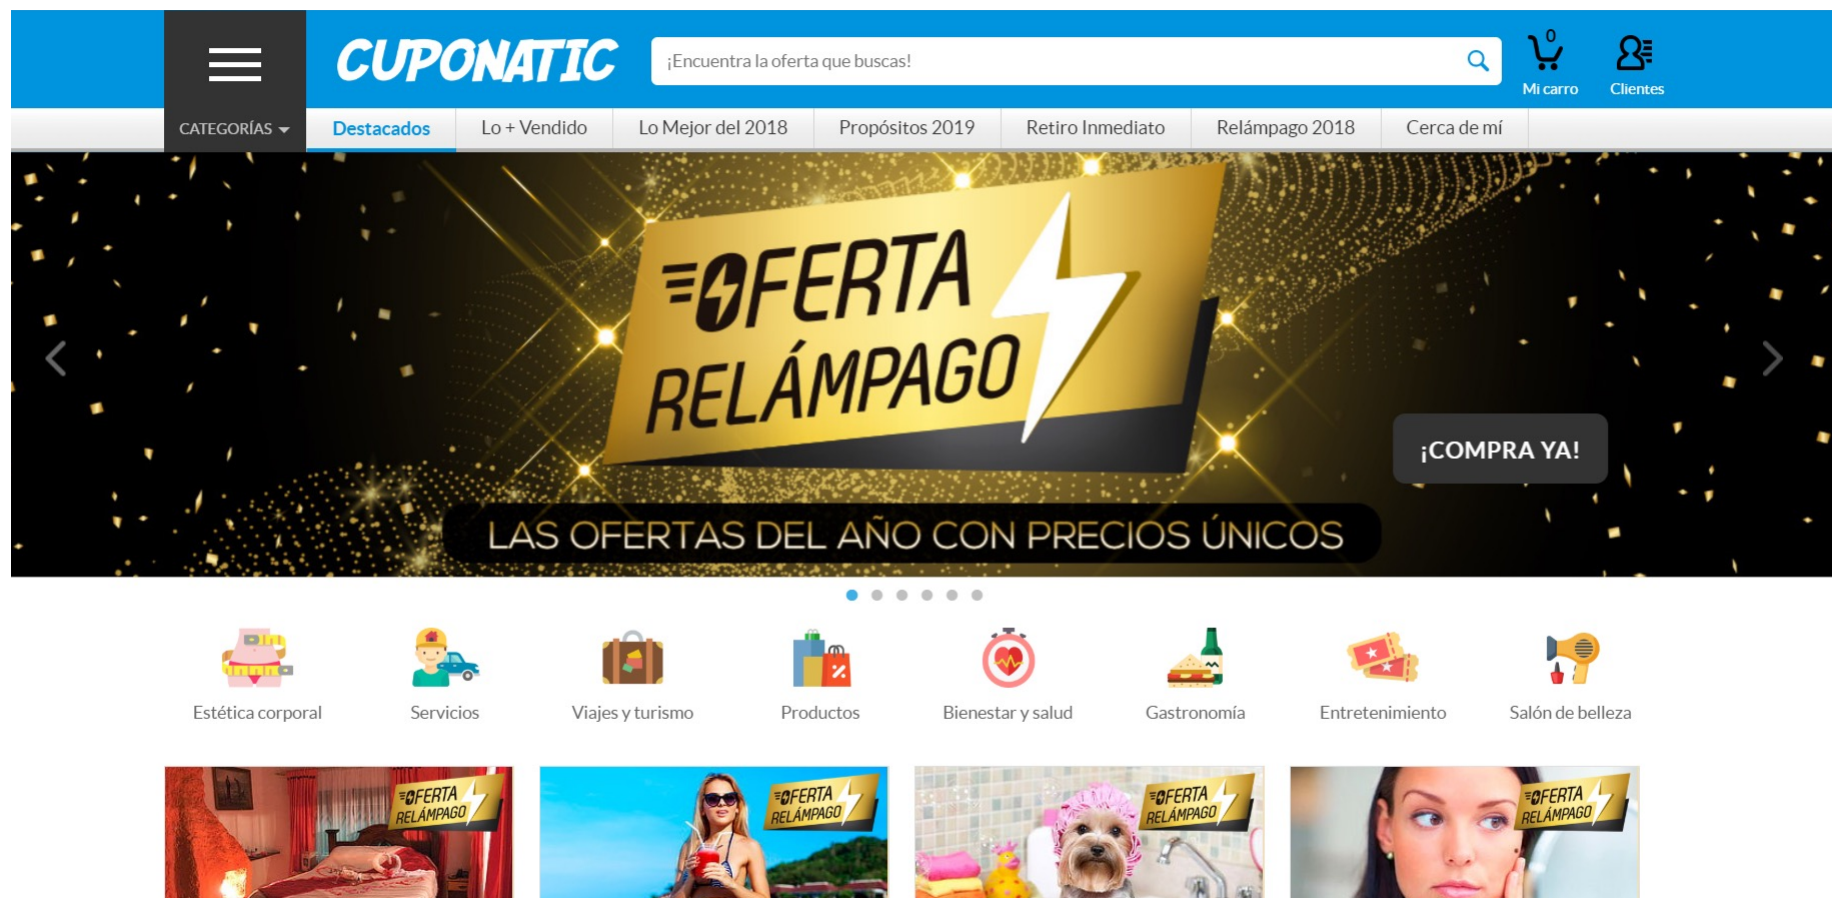 CUPONATIC
¡Encuentra la oferta que buscas!
0
Mi carro
Clientes
CATEGORÍAS
Destacados
Lo + Vendido
Lo Mejor del 2018
Propósitos 2019
Retiro Inmediato
Relámpago 2018
Cerca de mí
OFERTA
RELÁMPAGO
¡COMPRA YA!
LAS OFERTAS DEL AÑO CON PRECIOS ÚNICOS
Estética corporal
Servicios
Viajes y turismo
Productos
Bienestar y salud
Gastronomía
Entretenimiento
Salón de belleza
OFERTA
RELÁMPAGO
OFERTA
RELÁMPAGO
OFERTA
RELÁMPAGO
OFERTA
RELÁMPAGO